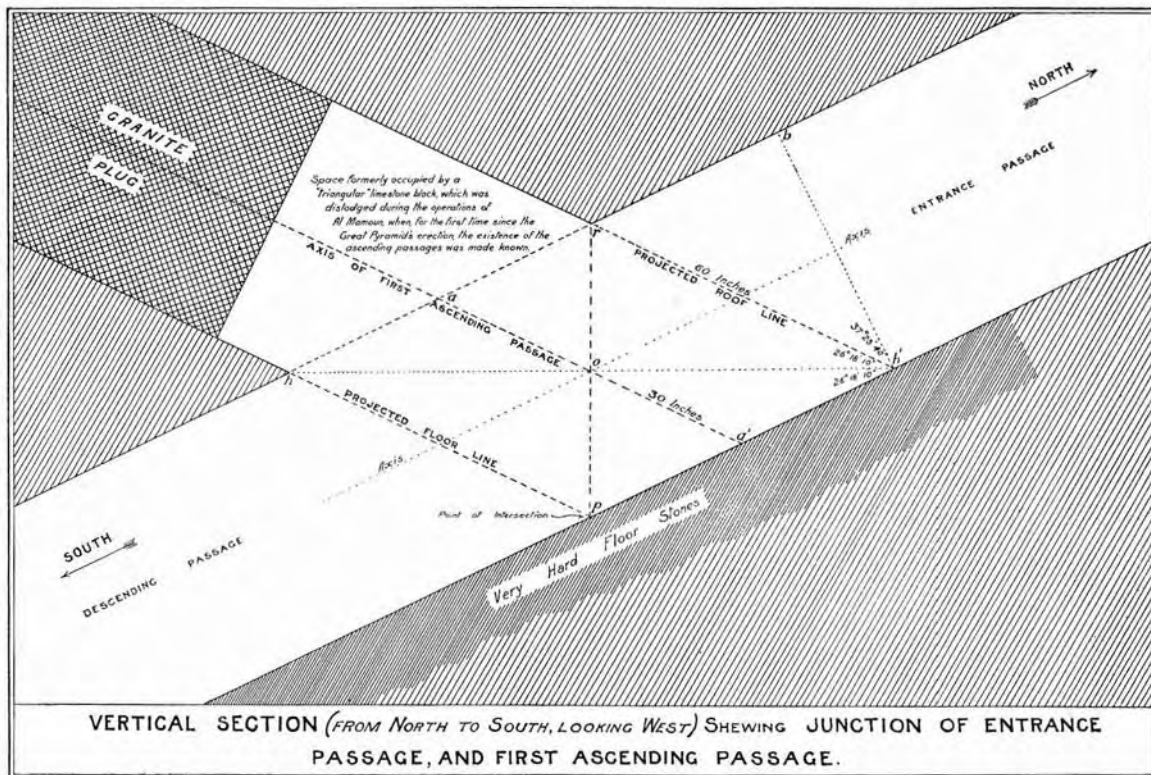 GRANITE
PLUG
NORTH
ENTRANCE PASSAGE
Space formerly occupied by a
"triangular" limestone block, which was
dislodged during the operations of
Al Mamoun, when, for the first time since the
Great Pyramid's erection, the existence of the
ascending passages was made known.
AXIS OF FIRST ASCENDING PASSAGE
b
r
60 Inches
PROJECTED ROOF LINE
Axis
a
o
37° 23' 40"
26° 18' 10"
26° 18' 10"
h
h'
30 Inches
PROJECTED FLOOR LINE
a'
Axis
p
Point of Intersection
Very Hard Floor Stones
SOUTH
DESCENDING PASSAGE
VERTICAL SECTION (FROM NORTH TO SOUTH, LOOKING WEST) SHEWING JUNCTION OF ENTRANCE
PASSAGE, AND FIRST ASCENDING PASSAGE.